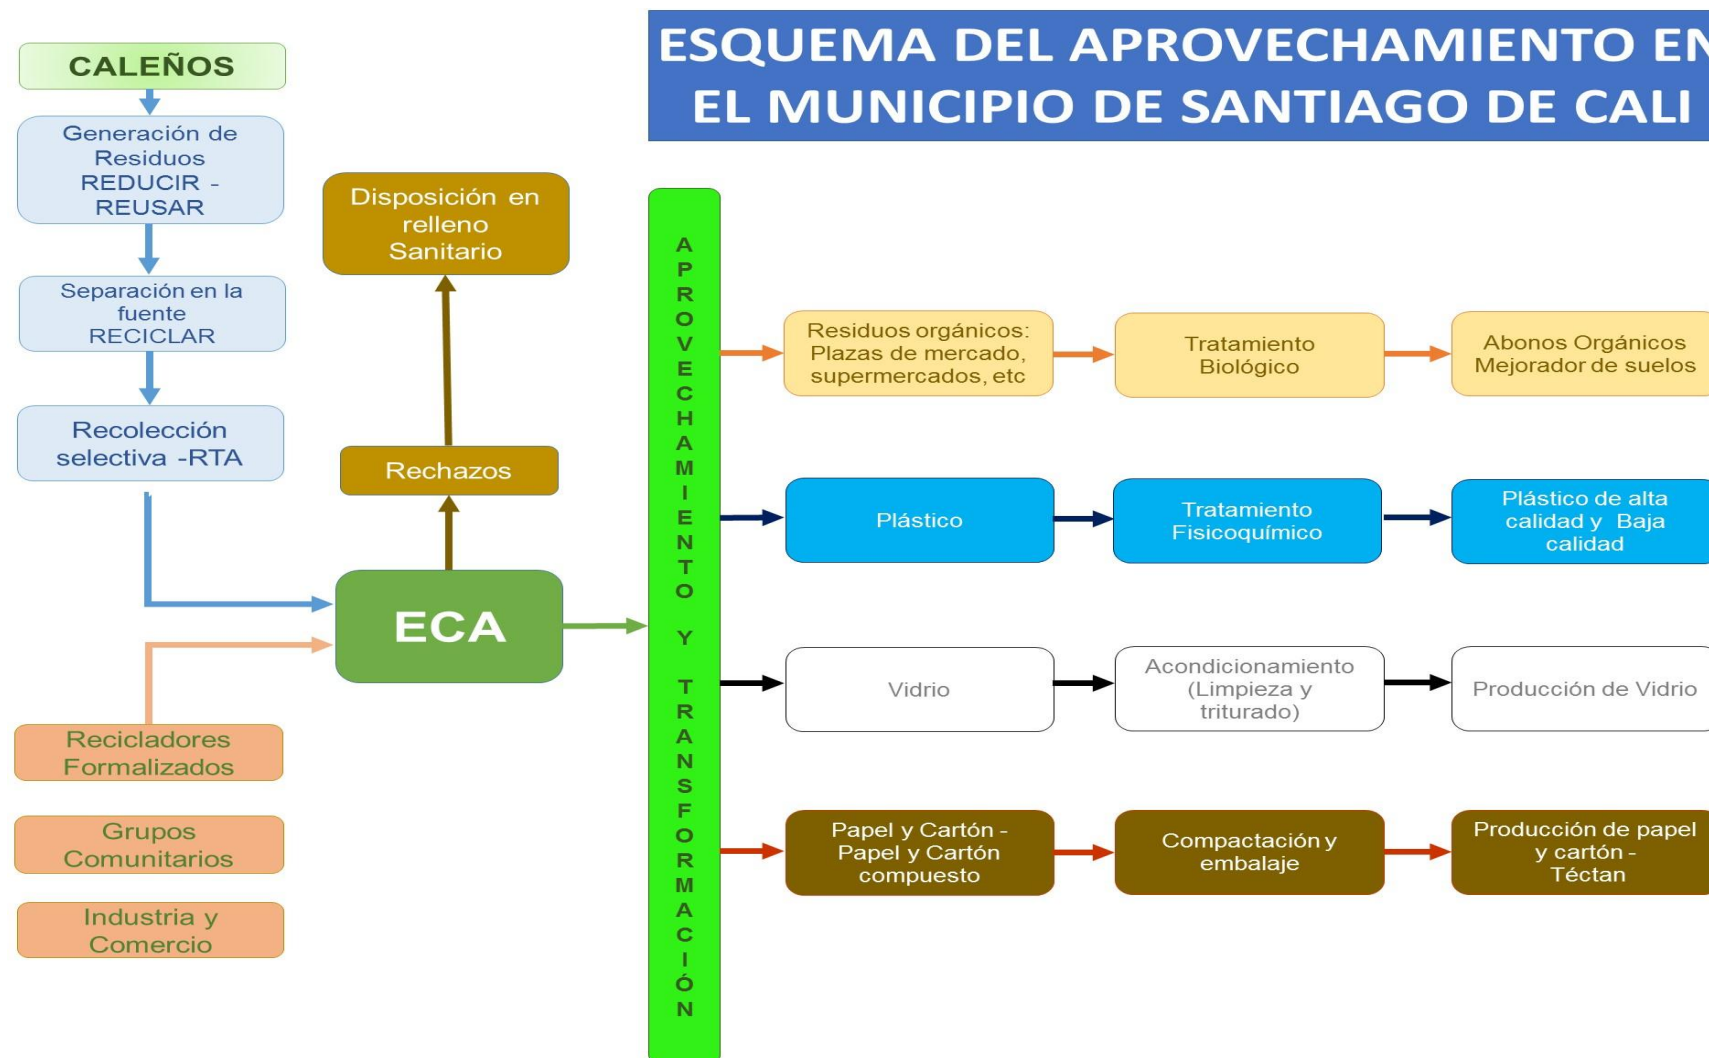 ESQUEMA DEL APROVECHAMIENTO EN
EL MUNICIPIO DE SANTIAGO DE CALI
CALEÑOS
Generación de
Residuos
REDUCIR -
REUSAR
Separación en la
fuente
RECICLAR
Recolección
selectiva -RTA
Disposición en
relleno
Sanitario
Rechazos
ECA
Recicladores
Formalizados
Grupos
Comunitarios
Industria y
Comercio
APROVECHAMIENTO Y TRANSFORMACIÓN
Residuos orgánicos:
Plazas de mercado,
supermercados, etc
Tratamiento
Biológico
Abonos Orgánicos
Mejorador de suelos
Plástico
Tratamiento
Fisicoquímico
Plástico de alta
calidad y Baja
calidad
Vidrio
Acondicionamiento
(Limpieza y
triturado)
Producción de Vidrio
Papel y Cartón -
Papel y Cartón
compuesto
Compactación y
embalaje
Producción de papel
y cartón -
Téctan